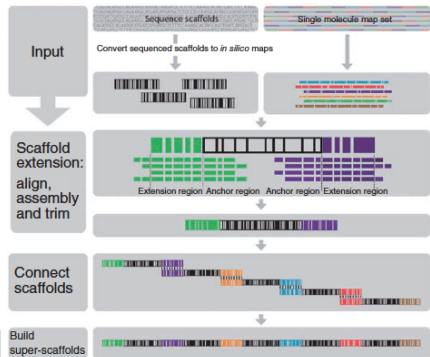 Input
Sequence scaffolds
Single molecule map set
Convert sequenced scaffolds to in silico maps
Scaffold
extension:
align,
assembly
and trim
Extension region
Anchor region
Anchor region
Extension region
Connect
scaffolds
Build
super-scaffolds